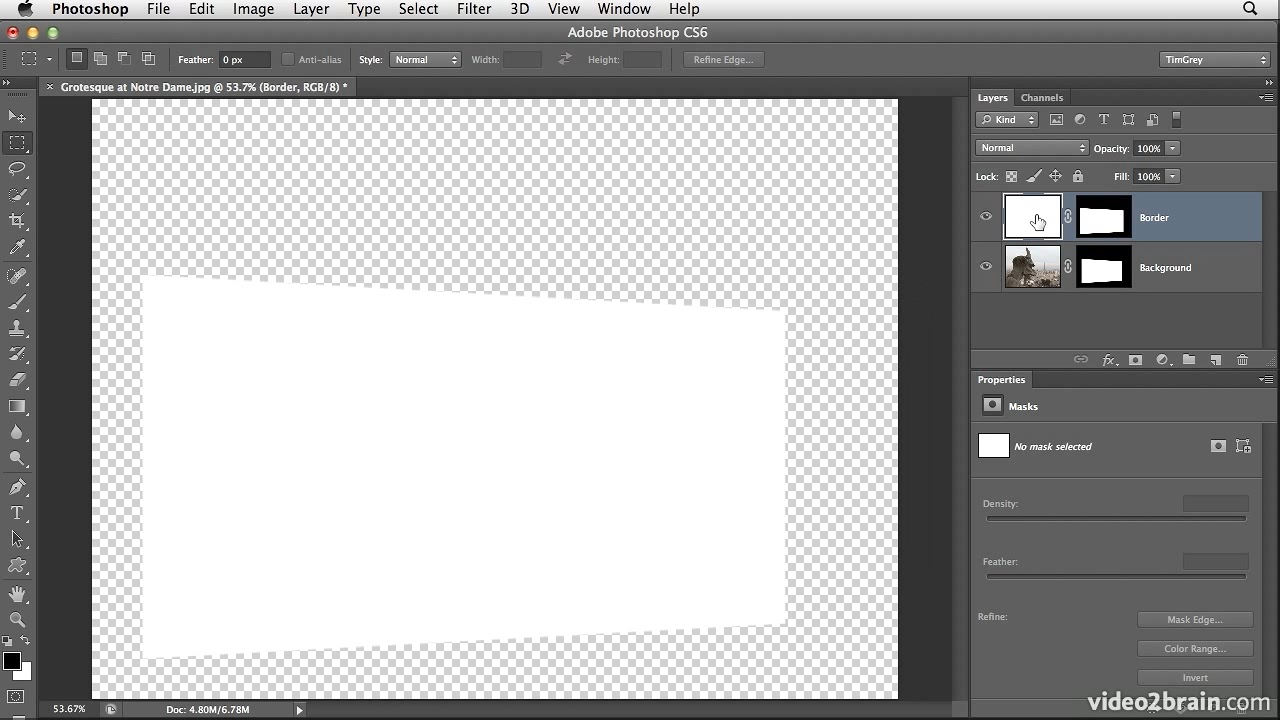 Photoshop File Edit Image Layer Type Select Filter 3D View Window Help
Adobe Photoshop CS6
Feather: 0 px Anti-alias Style: Normal Width: Height: Refine Edge... TimGrey
Grotesque at Notre Dame.jpg @ 53.7% (Border, RGB/8) *
Layers Channels
Kind
Normal Opacity: 100%
Lock: Fill: 100%
Border
Background
Properties
Masks
No mask selected
Density:
Feather:
Refine: Mask Edge...
Color Range...
Invert
53.67% Doc: 4.80M/6.78M
video2brain.com